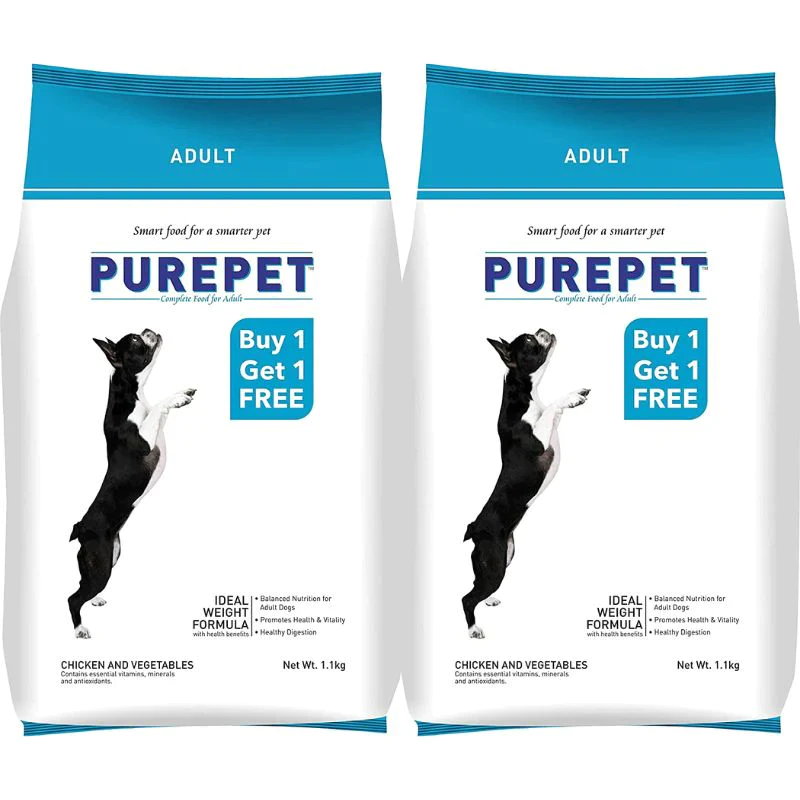 ADULT
Smart food for a smarter pet
PUREPET™
Complete Food for Adult
Buy 1
Get 1
FREE
IDEAL
WEIGHT
FORMULA
with health benefits
• Balanced Nutrition for
Adult Dogs
• Promotes Health & Vitality
• Healthy Digestion
CHICKEN AND VEGETABLES
Contains essential vitamins, minerals
and antioxidants.
Net Wt. 1.1kg
ADULT
Smart food for a smarter pet
PUREPET™
Complete Food for Adult
Buy 1
Get 1
FREE
IDEAL
WEIGHT
FORMULA
with health benefits
• Balanced Nutrition for
Adult Dogs
• Promotes Health & Vitality
• Healthy Digestion
CHICKEN AND VEGETABLES
Contains essential vitamins, minerals
and antioxidants.
Net Wt. 1.1kg